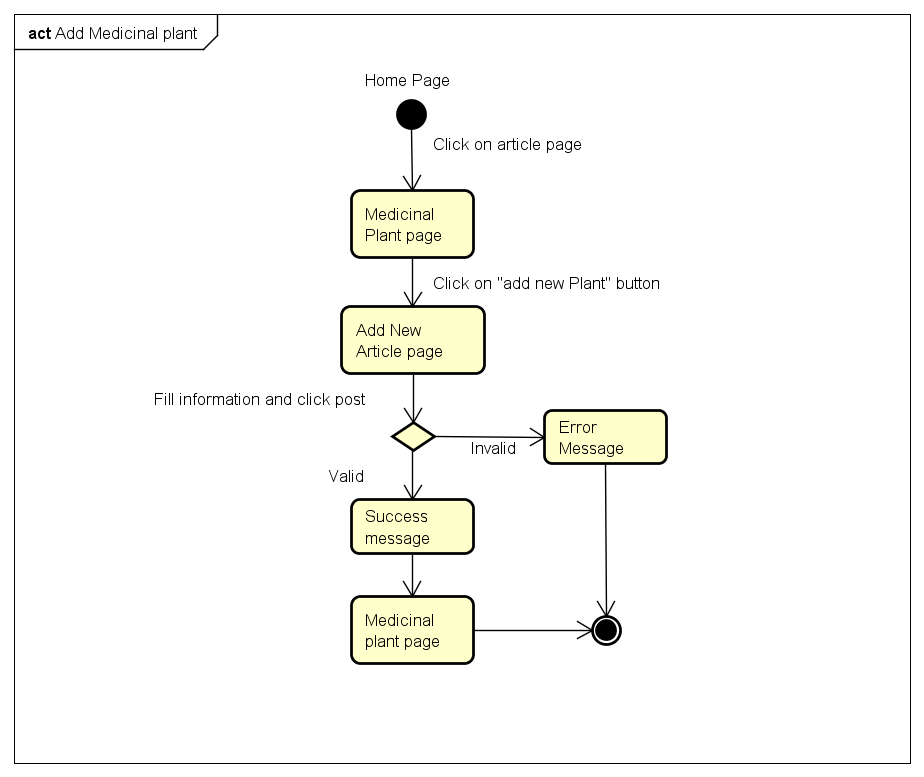 act Add Medicinal plant
Home Page
Click on article page
Medicinal
Plant page
Click on "add new Plant" button
Add New
Article page
Fill information and click post
Invalid
Error
Message
Valid
Success
message
Medicinal
plant page